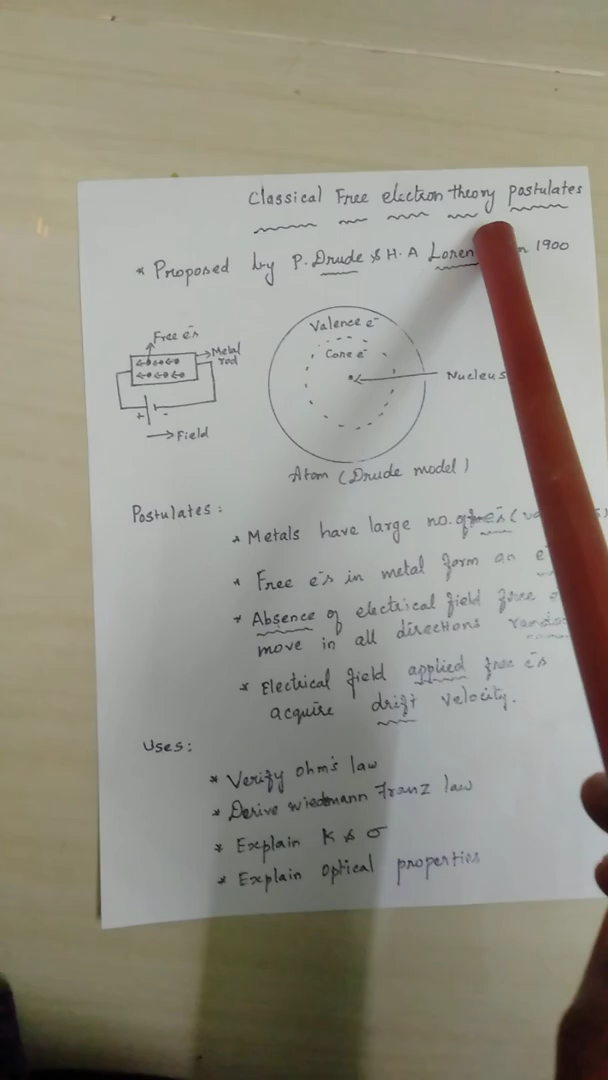 Classical Free electron theory postulates
* Proposed by P. Drude & H. A Loren n 1900
Free e⁻s
Metal
rod
+ -
→ Field
Valence e⁻
Core e⁻
Nucleus
Atom (Drude model)
Postulates:
* Metals have large no. of
* Free e⁻s in metal form an e
* Absence of electrical field free e
move in all directions rando
* Electrical field applied free e⁻s
acquire drift velocity.
Uses:
* Verify ohm's law
* Derive wiedmann Franz law
* Explain K & σ
* Explain optical properties